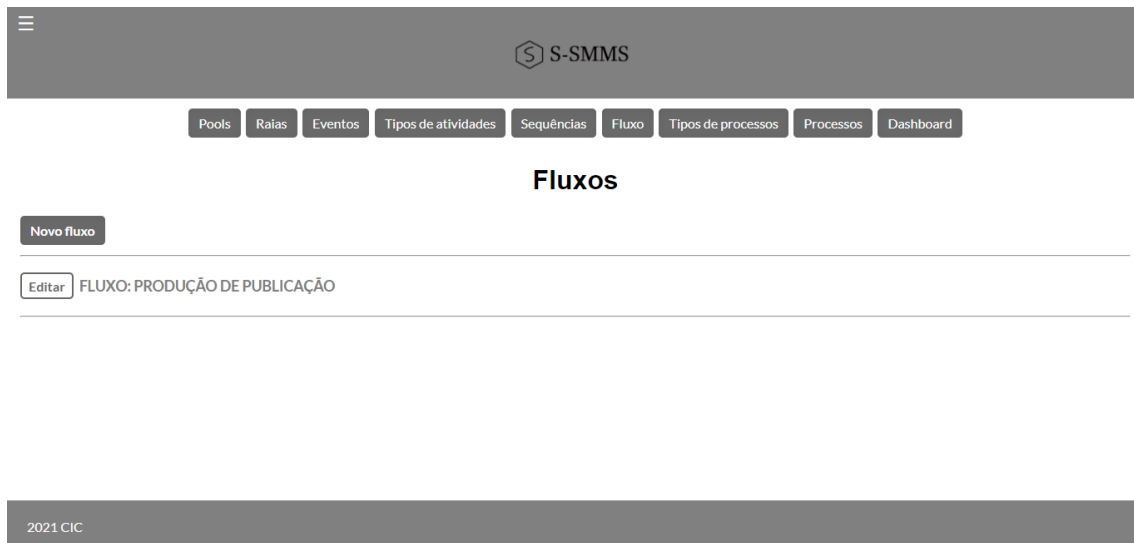 S-SMMS
Pools Raias Eventos Tipos de atividades Sequências Fluxo Tipos de processos Processos Dashboard
Fluxos
Novo fluxo
Editar FLUXO: PRODUÇÃO DE PUBLICAÇÃO
2021 CIC